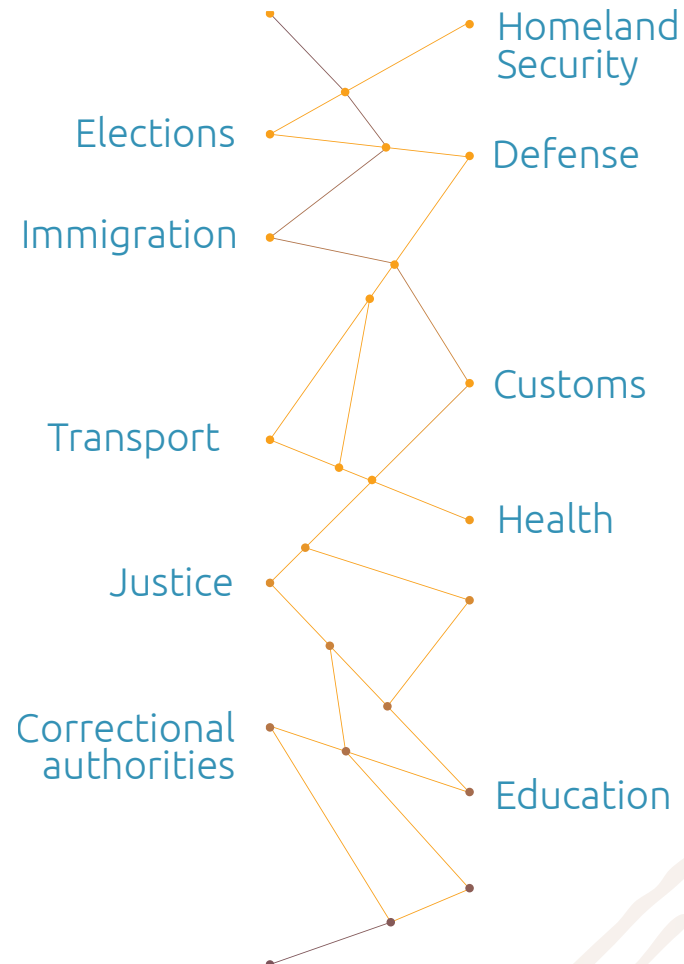 Homeland
Security
Elections
Defense
Immigration
Customs
Transport
Health
Justice
Correctional
authorities
Education